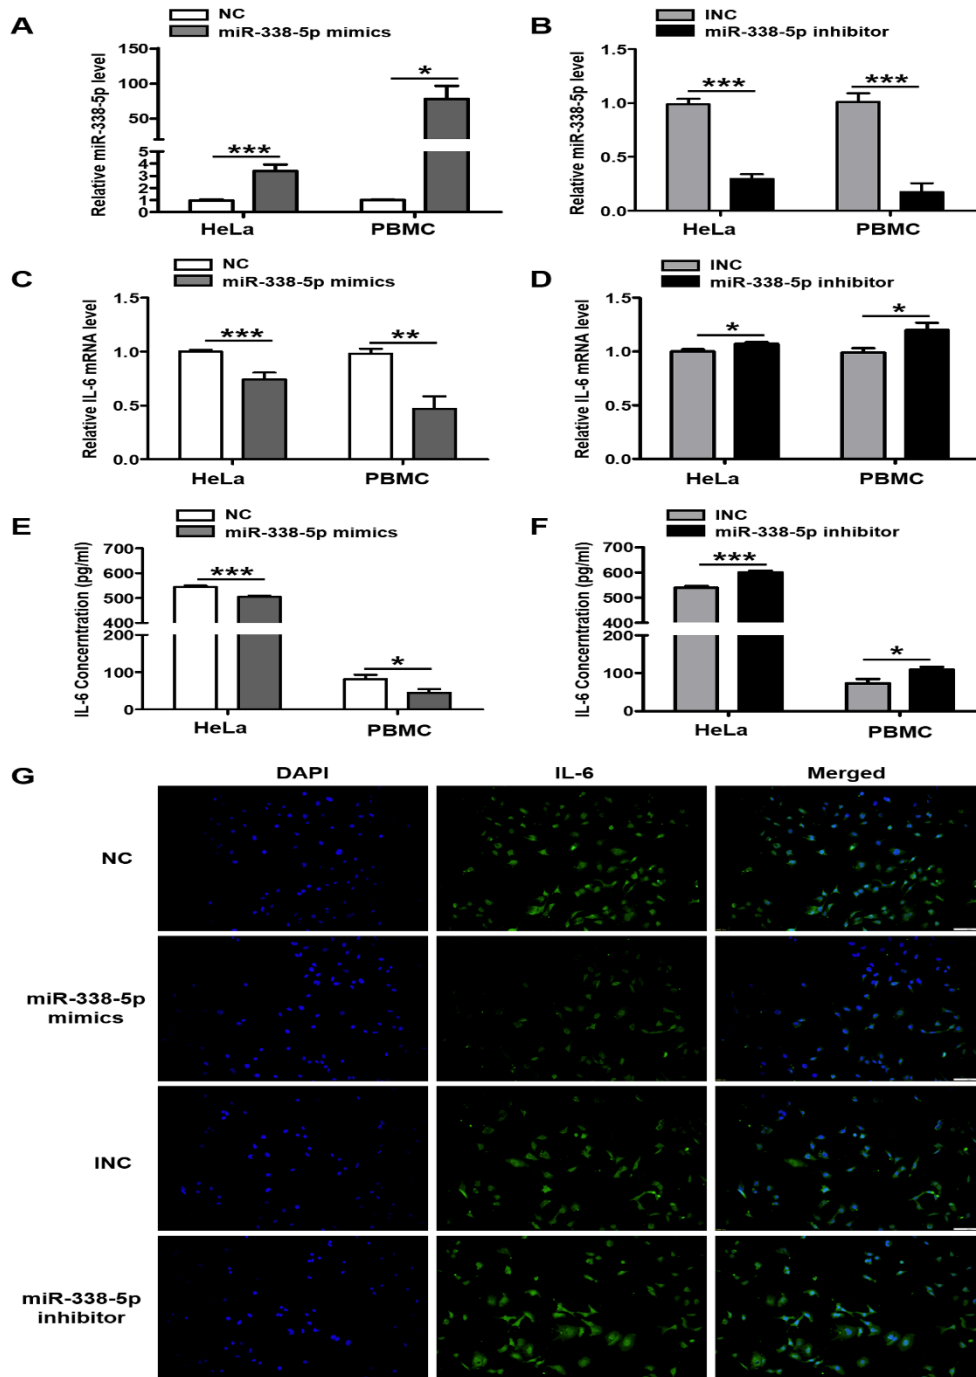 A
NC
miR-338-5p mimics
Relative miR-338-5p level
150
100
50
5
4
3
2
1
0
***
*
HeLa
PBMC
B
INC
miR-338-5p inhibitor
Relative miR-338-5p level
1.5
1.0
0.5
0.0
***
***
HeLa
PBMC
C
NC
miR-338-5p mimics
Relative IL-6 mRNA level
1.5
1.0
0.5
0.0
***
**
HeLa
PBMC
D
INC
miR-338-5p inhibitor
Relative IL-6 mRNA level
1.5
1.0
0.5
0.0
*
*
HeLa
PBMC
E
NC
miR-338-5p mimics
IL-6 Concerntration (pg/ml)
700
600
500
400
200
100
0
***
*
HeLa
PBMC
F
INC
miR-338-5p inhibitor
IL-6 Concerntration (pg/ml)
700
600
500
400
200
100
0
***
*
HeLa
PBMC
G
DAPI
IL-6
Merged
NC
miR-338-5p
mimics
INC
miR-338-5p
inhibitor